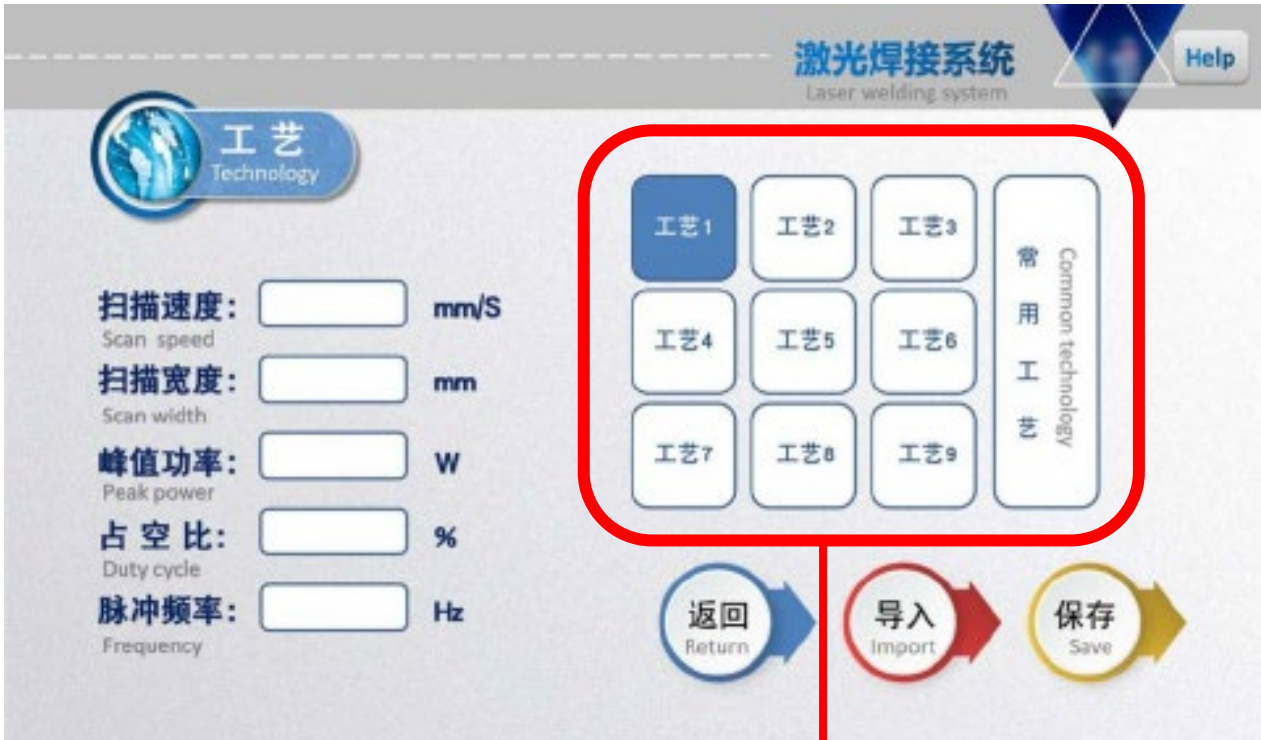 激光焊接系统
Laser welding system
Help
工艺
Technology
扫描速度： mm/S
Scan speed
扫描宽度： mm
Scan width
峰值功率： W
Peak power
占空比： %
Duty cycle
脉冲频率： Hz
Frequency
工艺1 工艺2 工艺3
工艺4 工艺5 工艺6
工艺7 工艺8 工艺9
常用工艺
Common technology
返回 导入 保存
Return Import Save